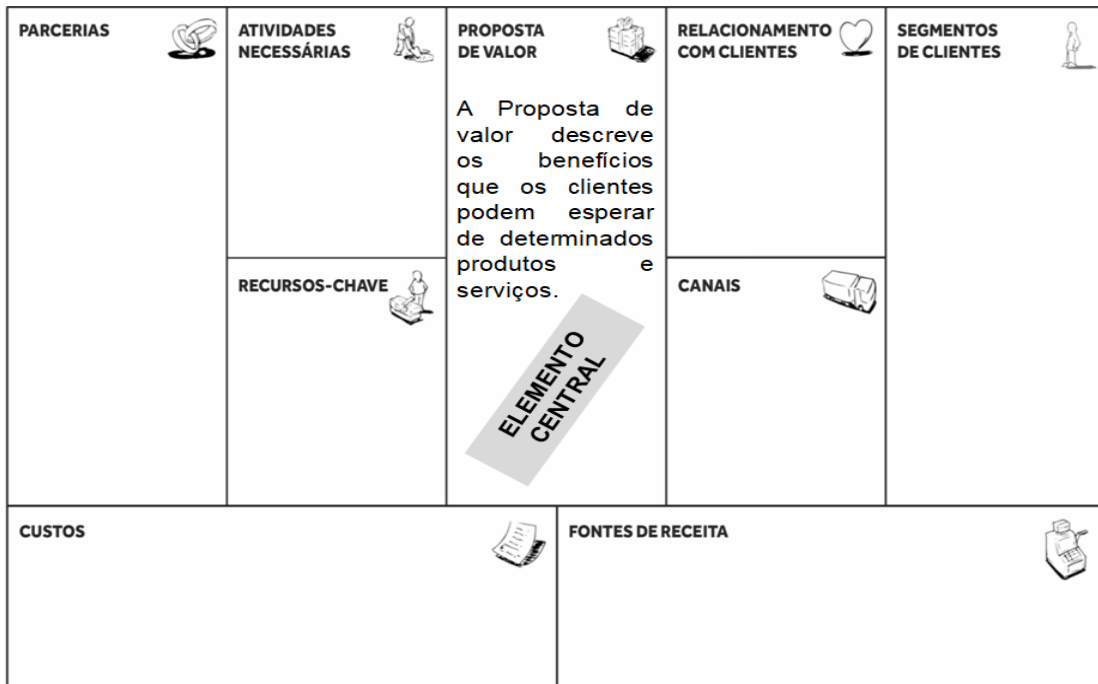 PARCERIAS
ATIVIDADES
NECESSÁRIAS
PROPOSTA
DE VALOR
A Proposta de
valor descreve
os benefícios
que os clientes
podem esperar
de determinados
produtos e
serviços.
ELEMENTO
CENTRAL
RELACIONAMENTO
COM CLIENTES
SEGMENTOS
DE CLIENTES
RECURSOS-CHAVE
CANAIS
CUSTOS
FONTES DE RECEITA